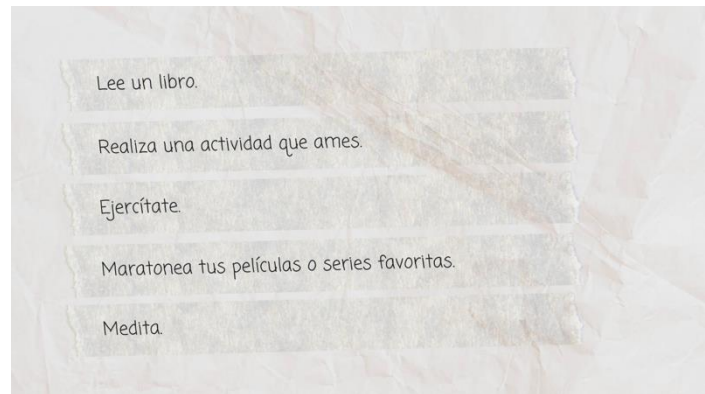 Lee un libro.
Realiza una actividad que ames.
Ejercítate.
Maratonea tus películas o series favoritas.
Medita.